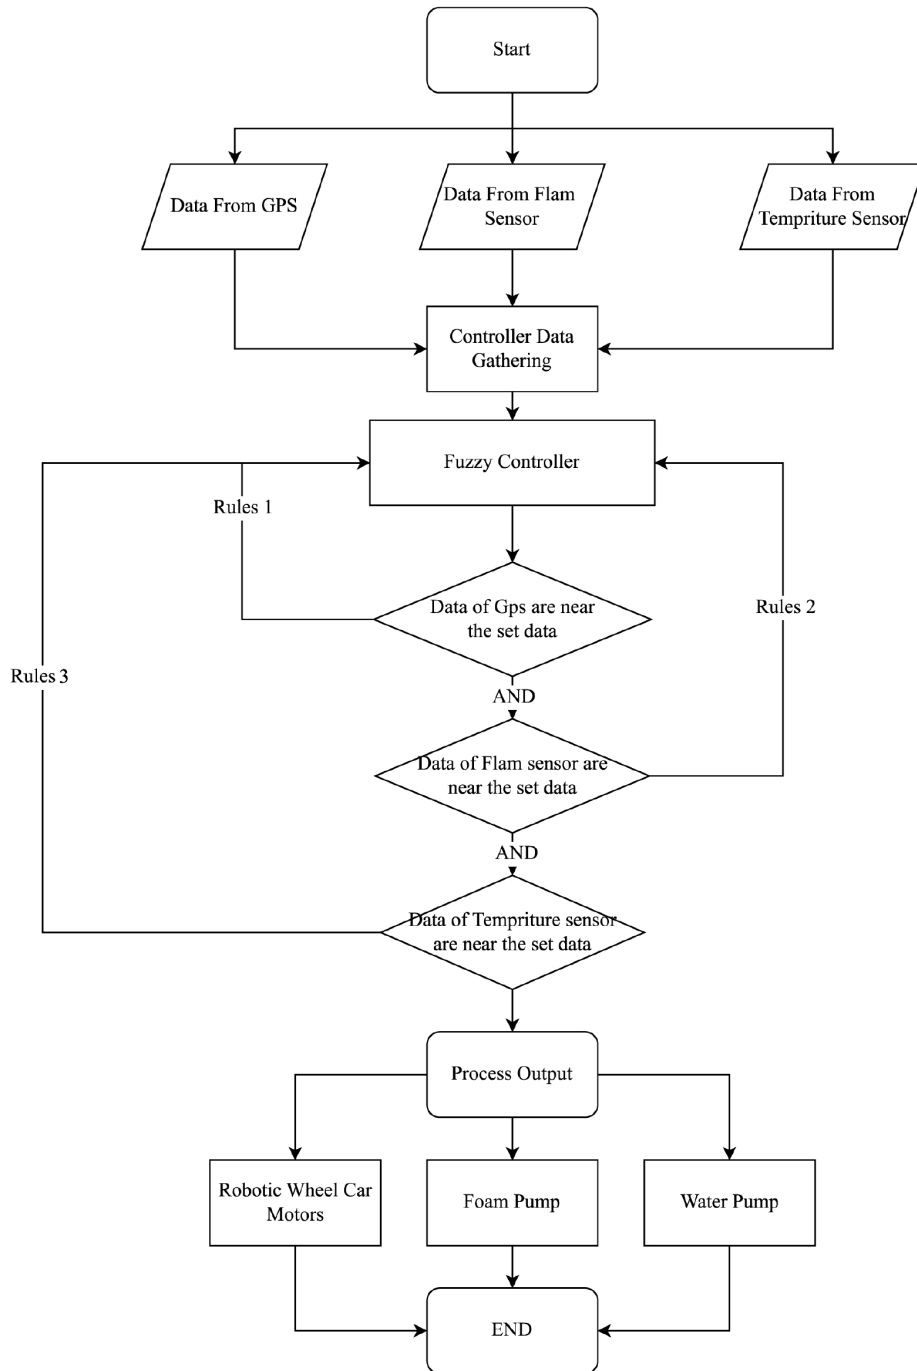 Start
Data From GPS
Data From Flam
Sensor
Data From
Tempriture Sensor
Controller Data
Gathering
Fuzzy Controller
Rules 1
Data of Gps are near
the set data
Rules 2
Rules 3
AND
Data of Flam sensor are
near the set data
AND
Data of Tempriture sensor
are near the set data
Process Output
Robotic Wheel Car
Motors
Foam Pump
Water Pump
END